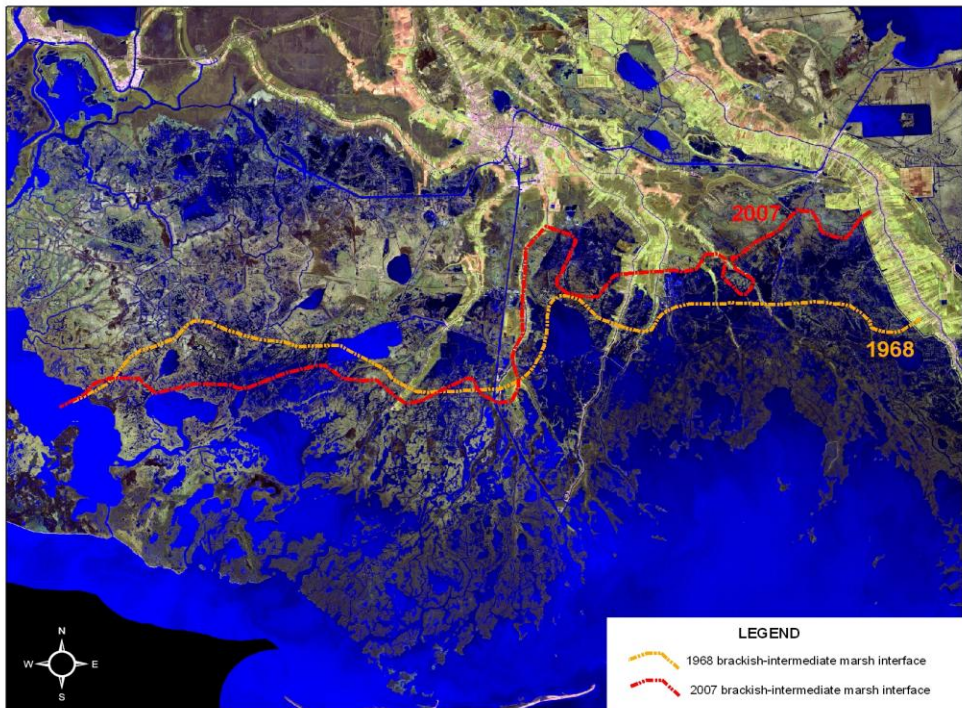 2007
1968
N
W E
S
LEGEND
1968 brackish-intermediate marsh interface
2007 brackish-intermediate marsh interface